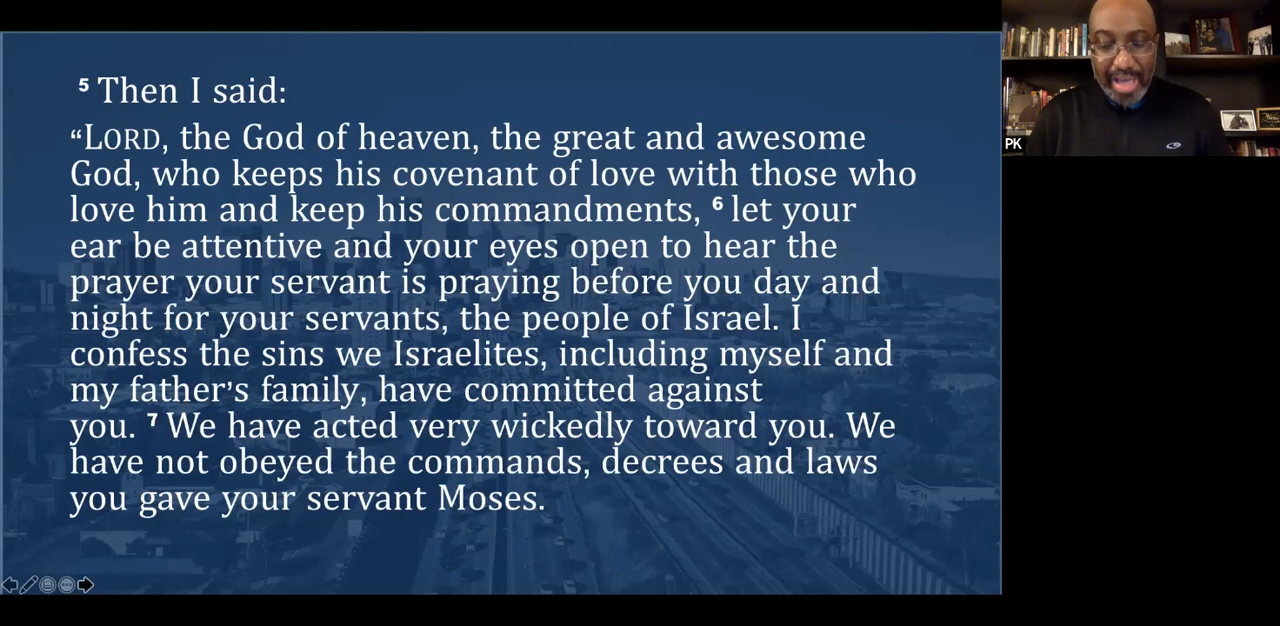 ⁵ Then I said:
“LORD, the God of heaven, the great and awesome
God, who keeps his covenant of love with those who
love him and keep his commandments, ⁶ let your
ear be attentive and your eyes open to hear the
prayer your servant is praying before you day and
night for your servants, the people of Israel. I
confess the sins we Israelites, including myself and
my father’s family, have committed against
you. ⁷ We have acted very wickedly toward you. We
have not obeyed the commands, decrees and laws
you gave your servant Moses.
PK